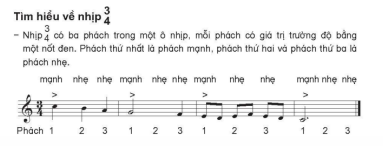 Tìm hiểu về nhịp 3/4
– Nhịp 3/4 có ba phách trong một ô nhịp, mỗi phách có giá trị trường độ bằng
một nốt đen. Phách thứ nhất là phách mạnh, phách thứ hai và phách thứ ba là
phách nhẹ.
mạnh nhẹ nhẹ mạnh nhẹ nhẹ mạnh nhẹ nhẹ mạnh nhẹ nhẹ
> > > >
3/4
Phách 1 2 3 1 2 3 1 2 3 1 2 3